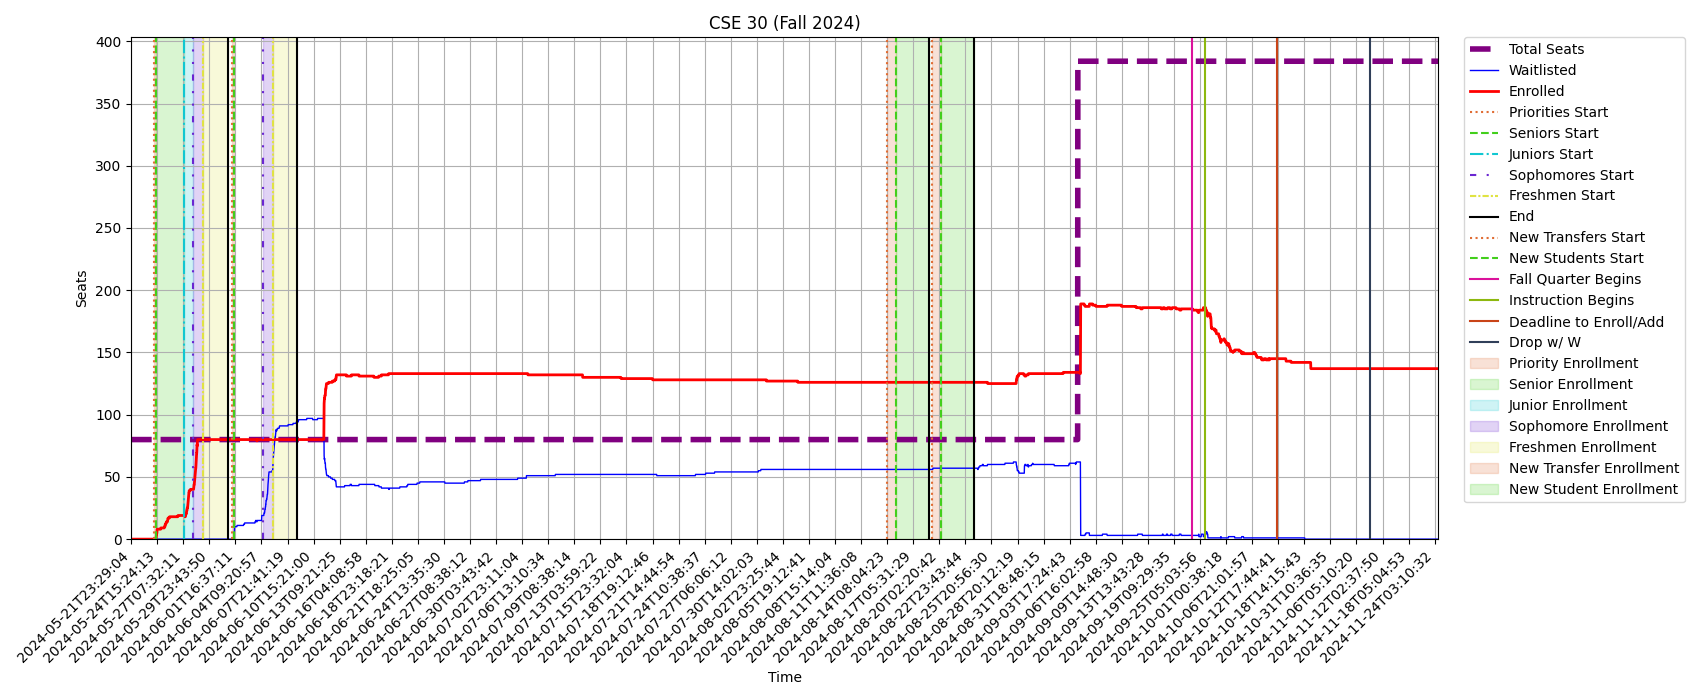 CSE 30 (Fall 2024)
400
350
300
250
200
150
100
50
0
Seats
2024-05-21T23:29:04
2024-05-24T15:24:13
2024-05-27T07:32:11
2024-05-29T23:43:50
2024-06-01T16:37:11
2024-06-04T09:20:57
2024-06-07T21:41:19
2024-06-10T15:21:00
2024-06-13T09:21:25
2024-06-16T04:08:58
2024-06-18T23:18:21
2024-06-21T18:25:05
2024-06-24T13:35:30
2024-06-27T08:38:12
2024-06-30T03:43:42
2024-07-02T23:11:04
2024-07-06T13:10:34
2024-07-09T08:38:14
2024-07-13T03:59:22
2024-07-15T23:32:04
2024-07-18T19:12:46
2024-07-21T14:44:54
2024-07-24T10:38:37
2024-07-27T06:06:12
2024-07-30T14:02:03
2024-08-02T23:25:44
2024-08-05T19:12:41
2024-08-08T15:14:04
2024-08-11T11:36:08
2024-08-14T08:04:23
2024-08-17T05:31:29
2024-08-20T02:20:42
2024-08-22T23:43:44
2024-08-25T20:56:30
2024-08-28T20:12:19
2024-08-31T18:48:15
2024-09-03T17:24:43
2024-09-06T16:02:58
2024-09-09T14:48:30
2024-09-13T13:43:28
2024-09-19T09:29:35
2024-09-25T05:03:56
2024-10-01T00:38:18
2024-10-06T21:01:57
2024-10-12T17:44:41
2024-10-18T14:15:43
2024-10-31T10:36:35
2024-11-06T05:10:20
2024-11-12T02:37:50
2024-11-18T05:04:53
2024-11-24T03:10:32
Time
Total Seats
Waitlisted
Enrolled
Priorities Start
Seniors Start
Juniors Start
Sophomores Start
Freshmen Start
End
New Transfers Start
New Students Start
Fall Quarter Begins
Instruction Begins
Deadline to Enroll/Add
Drop w/ W
Priority Enrollment
Senior Enrollment
Junior Enrollment
Sophomore Enrollment
Freshmen Enrollment
New Transfer Enrollment
New Student Enrollment